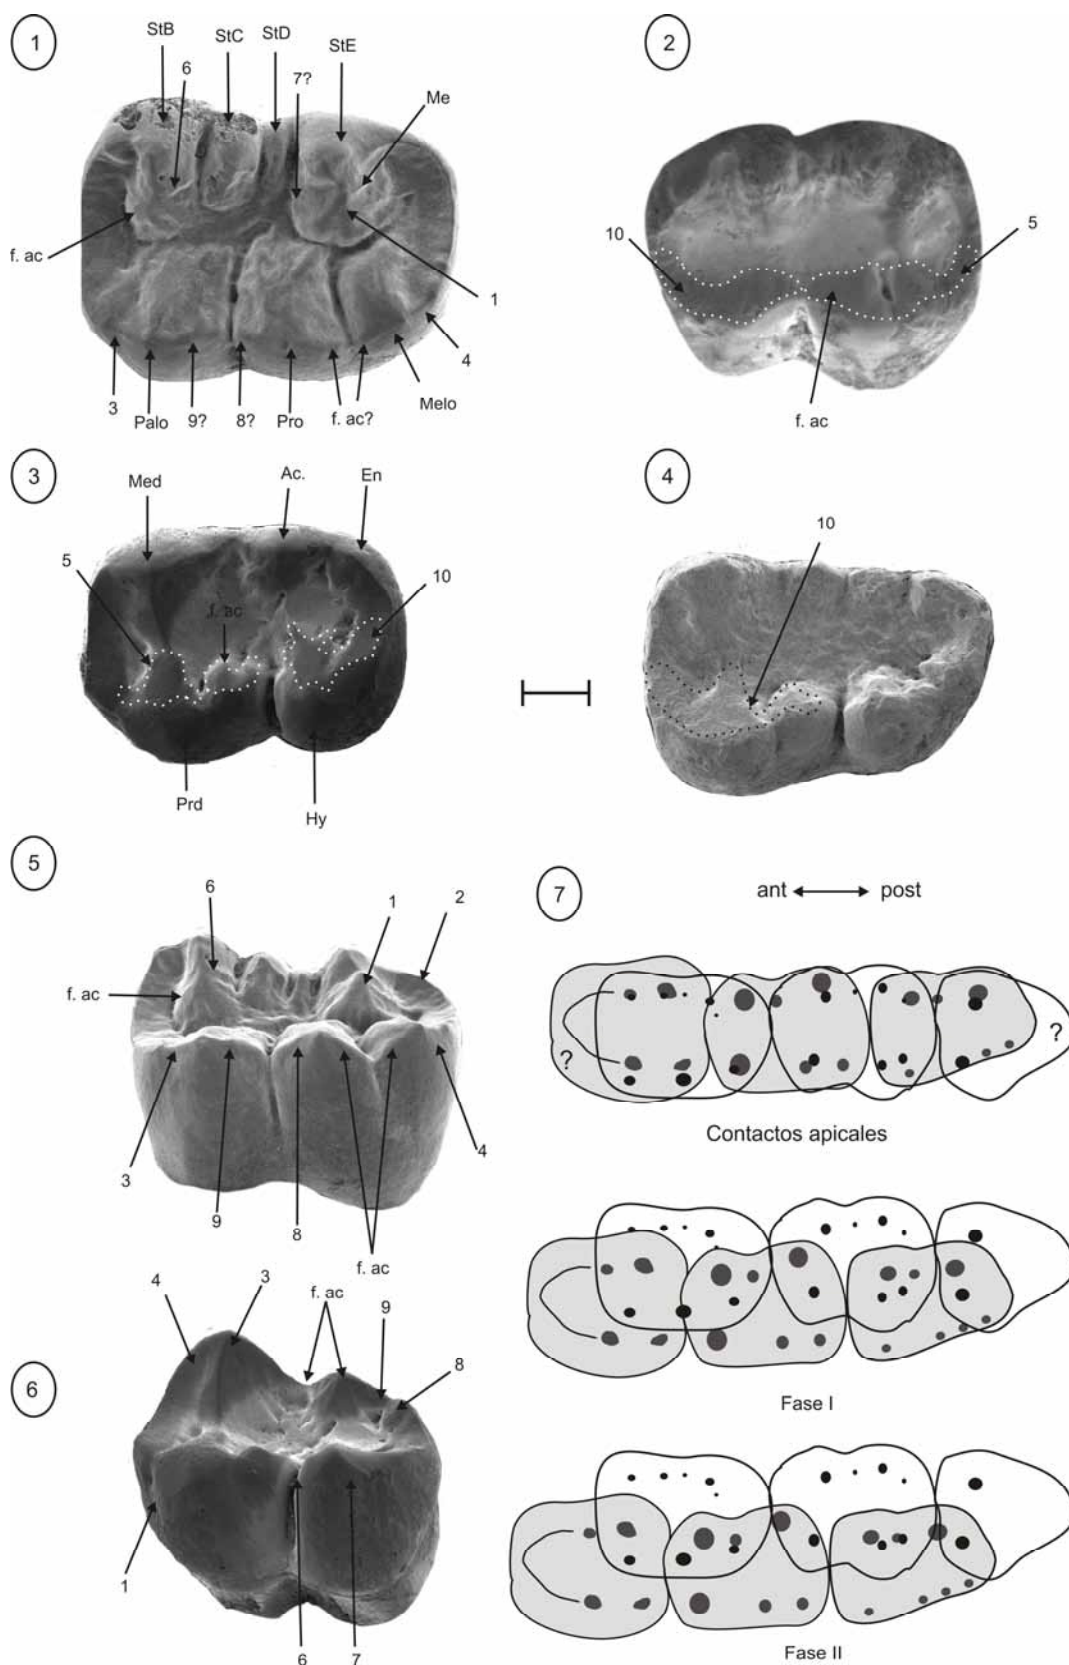 1
StB
StC
StD
StE
6
7?
Me
f. ac
1
4
3
Palo
9?
8?
Pro
f. ac?
Melo
2
10
5
f. ac
3
Med
Ac.
En
5
f. ac
10
Prd
Hy
4
10
5
6
1
2
f. ac
3
9
8
f. ac
4
6
4
3
f. ac
9
8
1
6
7
7
ant post
? ?
Contactos apicales
Fase I
Fase II